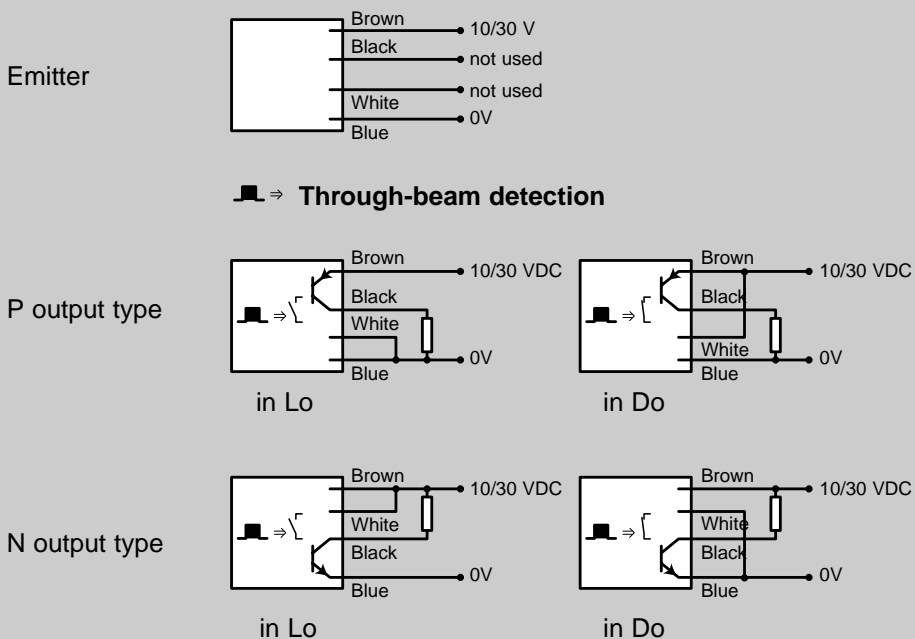 Emitter
Brown
10/30 V
Black
not used
not used
White
0V
Blue
⇒ Through-beam detection
P output type
Brown
10/30 VDC
Black
White
0V
Blue
in Lo
Brown
10/30 VDC
Black
White
0V
Blue
in Do
N output type
Brown
10/30 VDC
White
Black
0V
Blue
in Lo
Brown
10/30 VDC
White
Black
0V
Blue
in Do